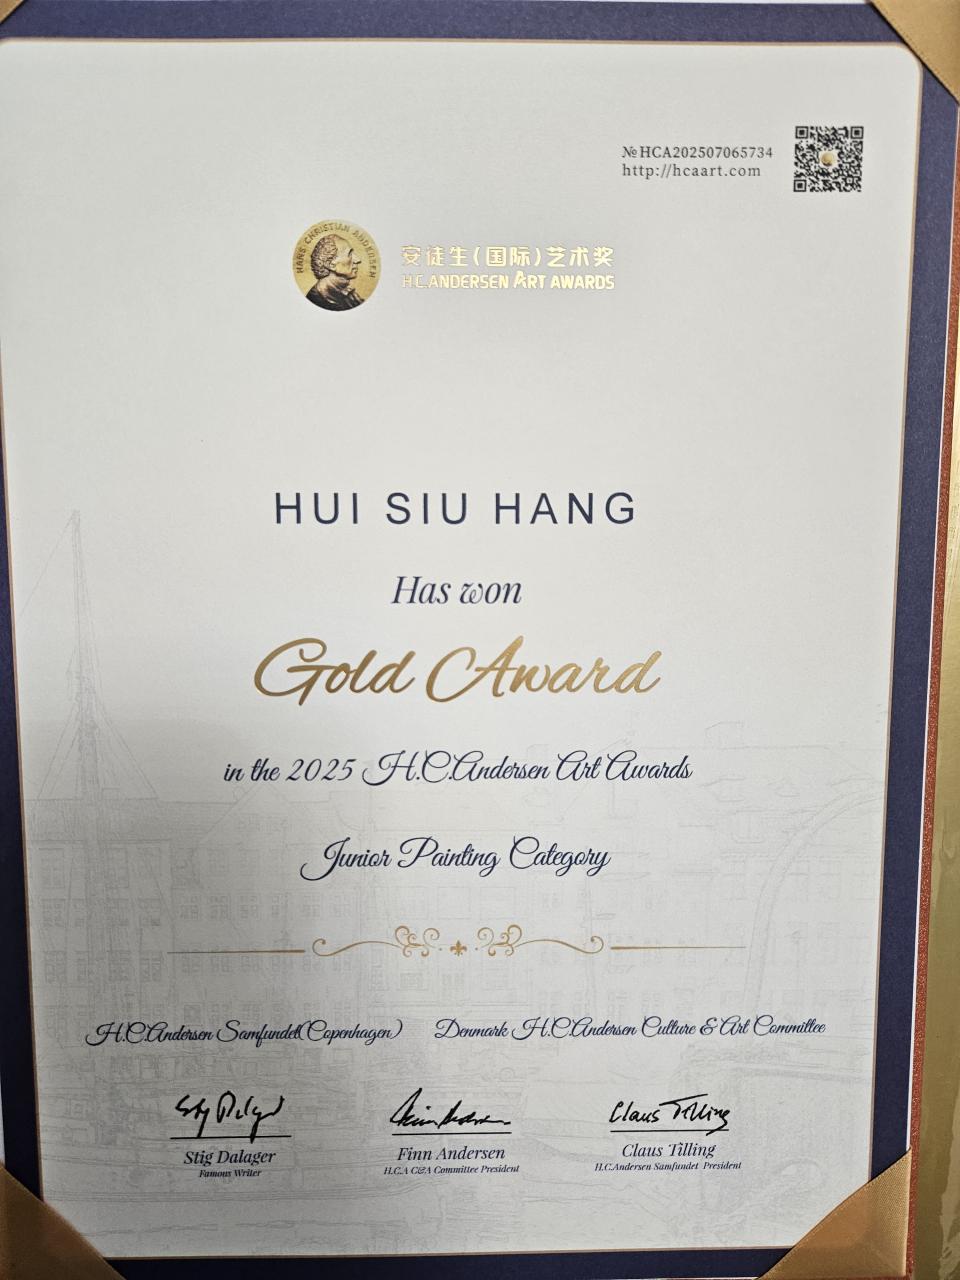 №HCA202507065734
http://hcaart.com
HANS CHRISTIAN ANDERSEN
安徒生(国际)艺术奖
H.C.ANDERSEN ART AWARDS
HUI SIU HANG
Has won
Gold Award
in the 2025 H.C.Andersen Art Awards
Junior Painting Category
H.C.Andersen Samfundet(Copenhagen)
Denmark H.C.Andersen Culture & Art Committee
Stig Dalager
Famous Writer
Finn Andersen
H.C.A C&A Committee President
Claus Tilling
Claus Tilling
H.C.Andersen Samfundet President